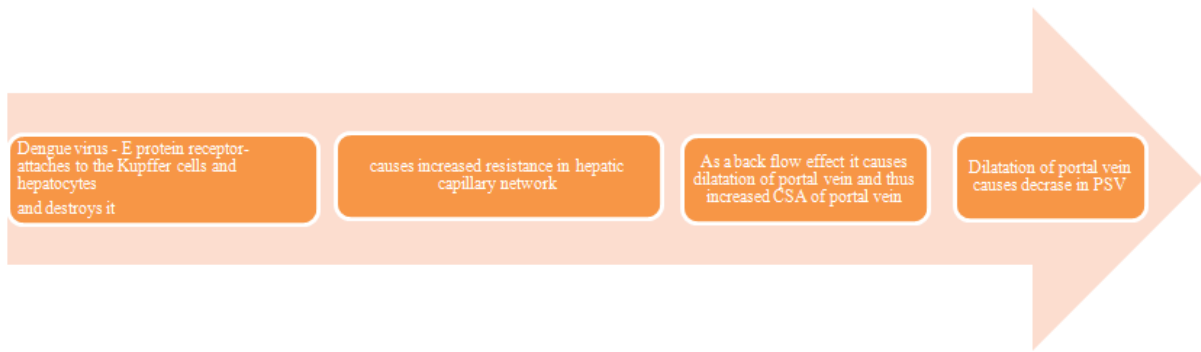 Dengue virus - E protein receptor-
attaches to the Kupffer cells and
hepatocytes
and destroys it
causes increased resistance in hepatic
capillary network
As a back flow effect it causes
dilatation of portal vein and thus
increased CSA of portal vein
Dilatation of portal vein
causes decrase in PSV